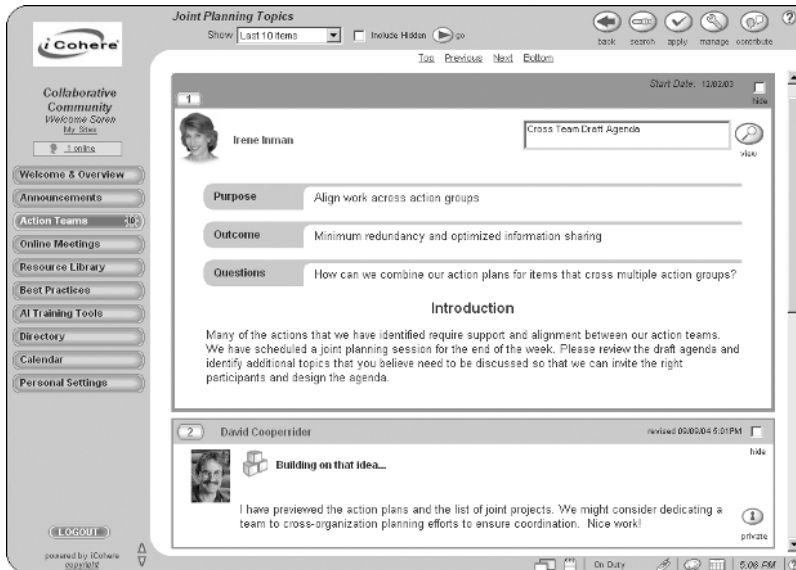 Joint Planning Topics
Show Last 10 Items Include Hidden go
back search apply manage contribute
?
Top Previous Next Bottom
iCohere
Collaborative
Community
Welcome Soren
My Sites
1 online
Welcome & Overview
Announcements
Action Teams 10
Online Meetings
Resource Library
Best Practices
AI Training Tools
Directory
Calendar
Personal Settings
LOGOUT
powered by iCohere
copyright
1
Start Date: 12/02/03
hide
Irene Inman
Cross Team Draft Agenda
view
Purpose Align work across action groups
Outcome Minimum redundancy and optimized information sharing
Questions How can we combine our action plans for items that cross multiple action groups?
Introduction
Many of the actions that we have identified require support and alignment between our action teams.
We have scheduled a joint planning session for the end of the week. Please review the draft agenda and
identify additional topics that you believe need to be discussed so that we can invite the right
participants and design the agenda.
2 David Cooperrider revised 09/09/04 5:01PM
hide
Building on that idea...
I have previewed the action plans and the list of joint projects. We might consider dedicating a
team to cross-organization planning efforts to ensure coordination. Nice work!
private
On Duty 5:06 PM ?